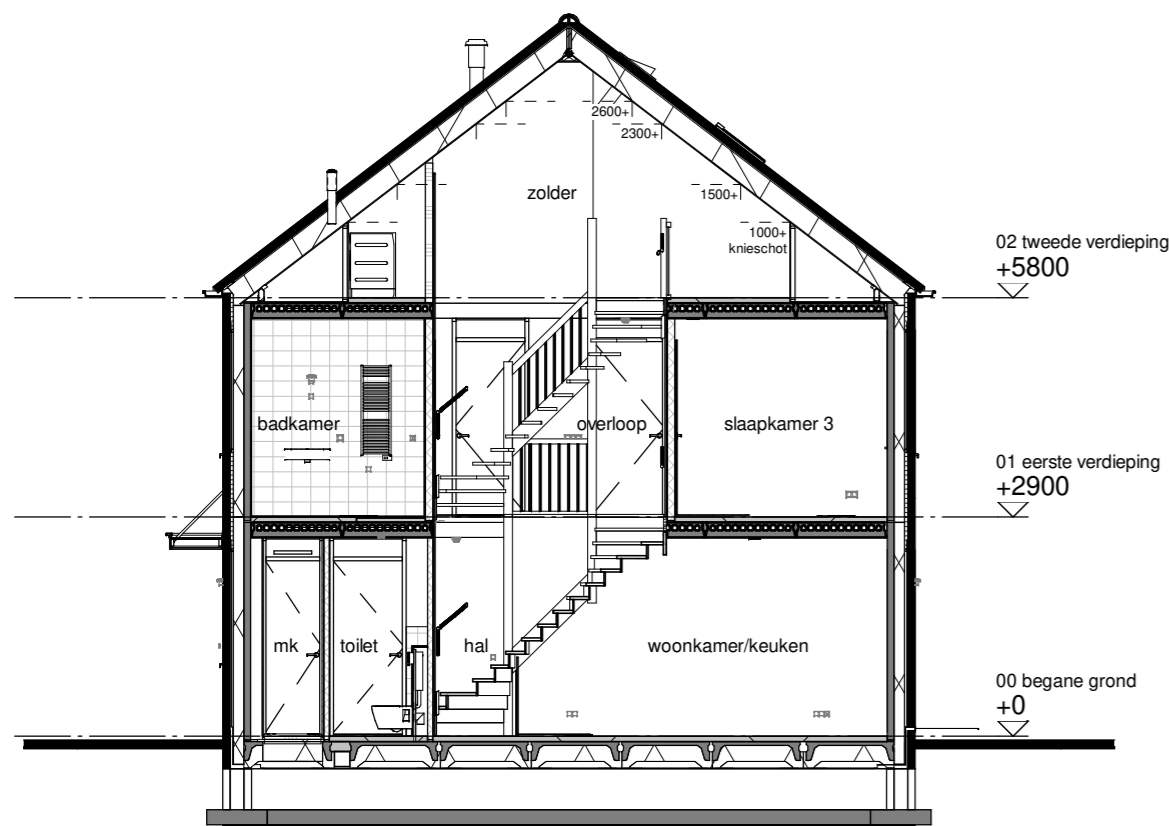 2600+
2300+
zolder
1500+
1000+
knieschot
02 tweede verdieping
+5800
badkamer
overloop
slaapkamer 3
01 eerste verdieping
+2900
mk
toilet
hal
woonkamer/keuken
00 begane grond
+0